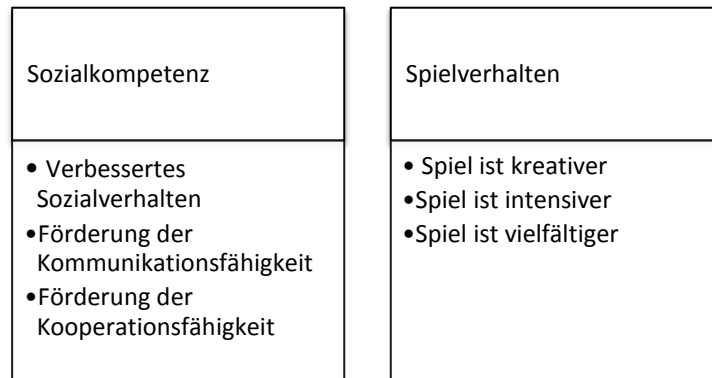 Sozialkompetenz
• Verbessertes
Sozialverhalten
•Förderung der
Kommunikationsfähigkeit
•Förderung der
Kooperationsfähigkeit
Spielverhalten
• Spiel ist kreativer
•Spiel ist intensiver
•Spiel ist vielfältiger